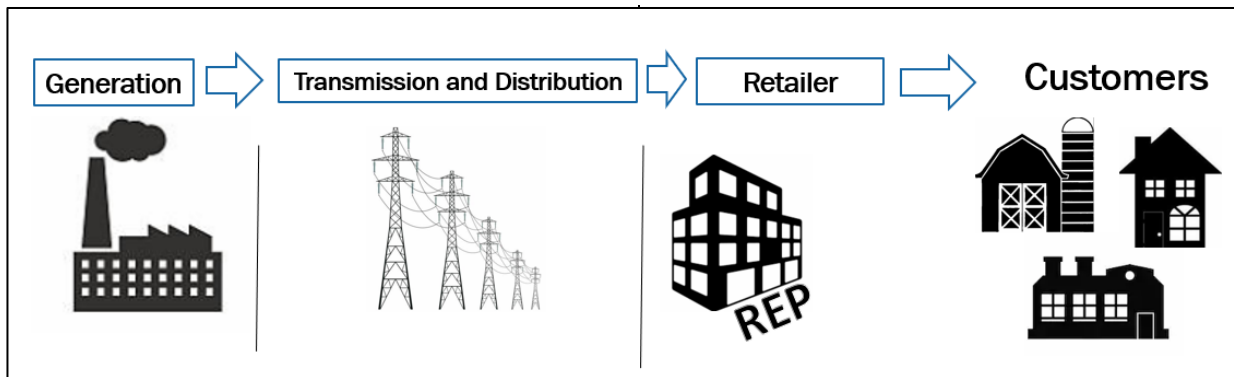 Generation
Transmission and Distribution
Retailer
Customers
REP